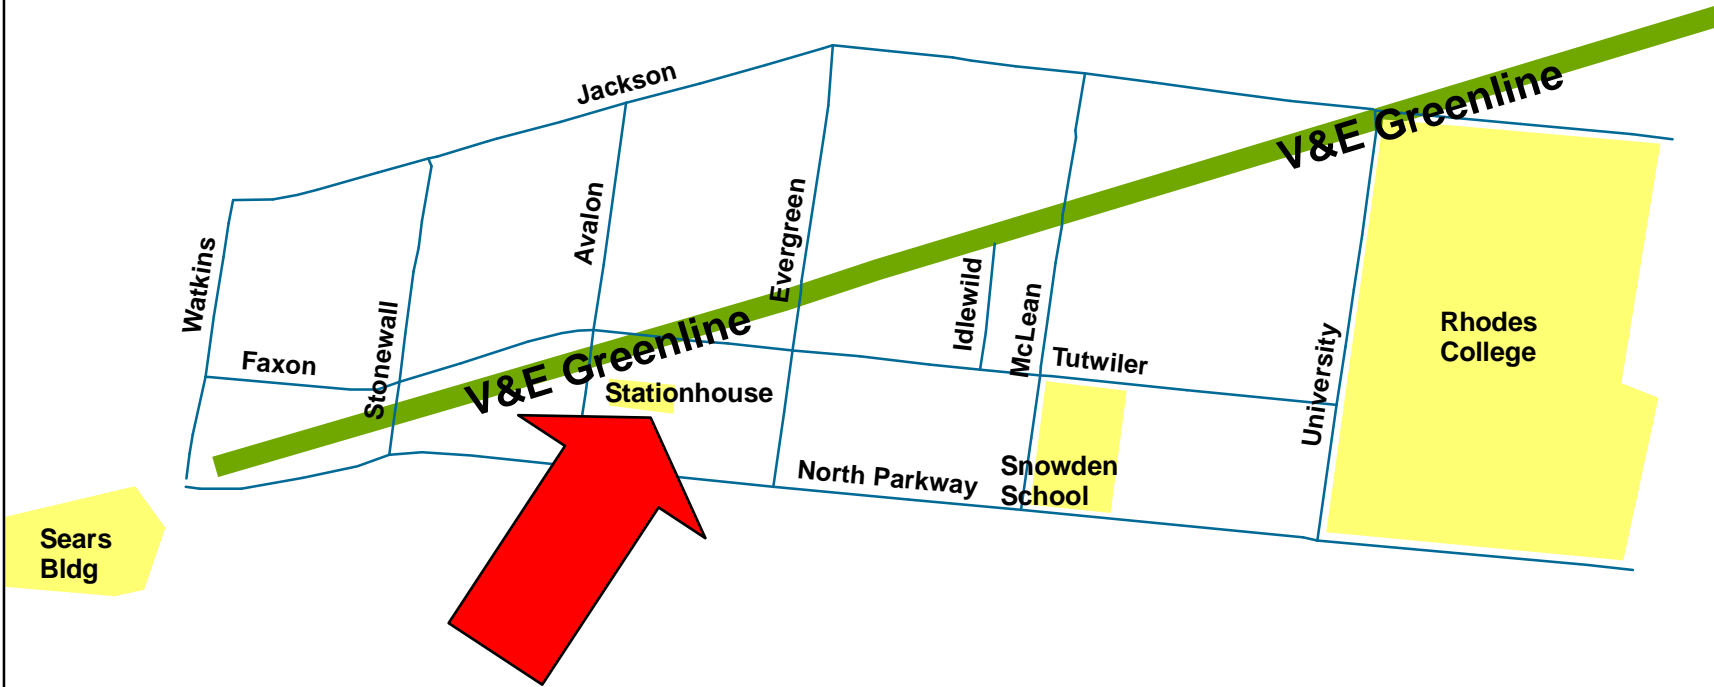 Jackson
V&E Greenline
Watkins
Avalon
Evergreen
Stonewall
Idlewild
McLean
University
Rhodes
College
Faxon
V&E Greenline
Tutwiler
Stationhouse
North Parkway
Snowden
School
Sears
Bldg